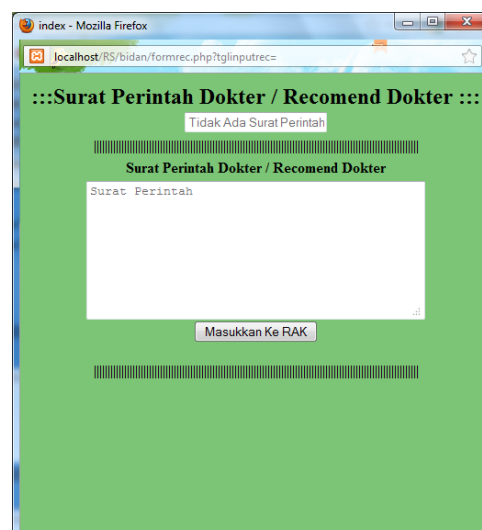 index - Mozilla Firefox
localhost/RS/bidan/formrec.php?tglinputrec=
:::Surat Perintah Dokter / Recomend Dokter :::
Tidak Ada Surat Perintah
Surat Perintah Dokter / Recomend Dokter
Surat Perintah
Masukkan Ke RAK